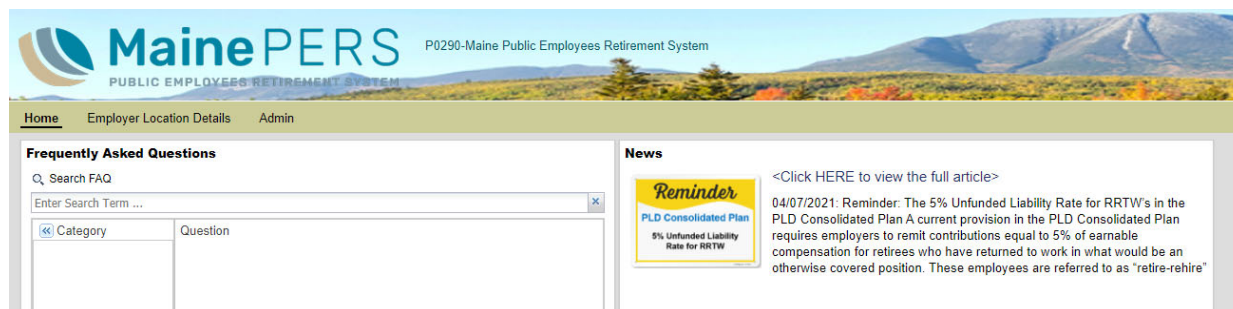 MainePERS
PUBLIC EMPLOYEES RETIREMENT SYSTEM
P0290-Maine Public Employees Retirement System
Home Employer Location Details Admin
Frequently Asked Questions
Search FAQ
Enter Search Term ...
Category Question
News
Reminder
PLD Consolidated Plan
5% Unfunded Liability
Rate for RRTW
<Click HERE to view the full article>
04/07/2021: Reminder: The 5% Unfunded Liability Rate for RRTW's in the
PLD Consolidated Plan A current provision in the PLD Consolidated Plan
requires employers to remit contributions equal to 5% of earnable
compensation for retirees who have returned to work in what would be an
otherwise covered position. These employees are referred to as “retire-rehire”